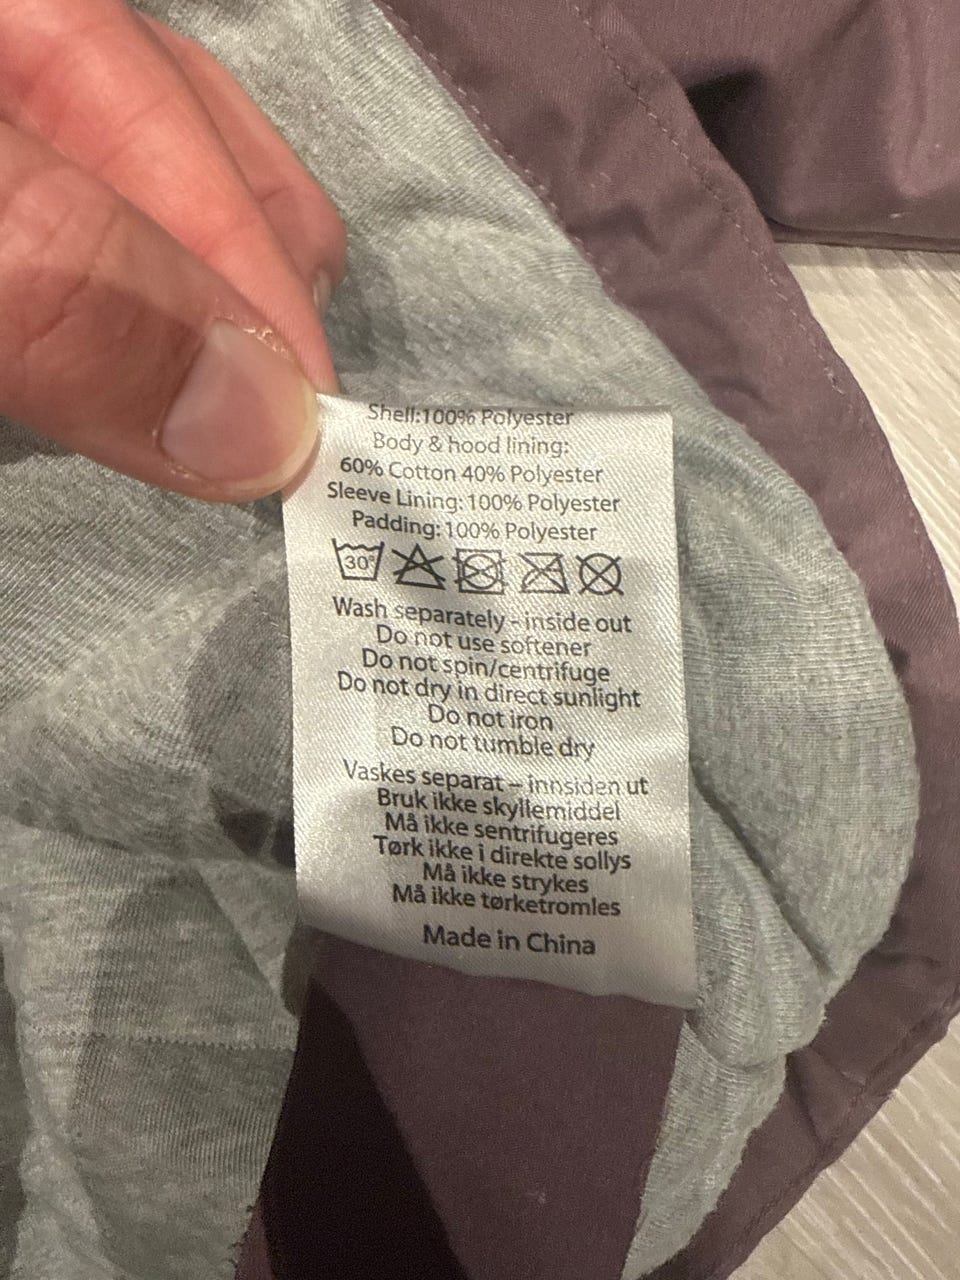 Shell:100% Polyester
Body & hood lining:
60% Cotton 40% Polyester
Sleeve Lining: 100% Polyester
Padding: 100% Polyester
30°
Wash separately - inside out
Do not use softener
Do not spin/centrifuge
Do not dry in direct sunlight
Do not iron
Do not tumble dry
Vaskes separat – innsiden ut
Bruk ikke skyllemiddel
Må ikke sentrifugeres
Tørk ikke i direkte sollys
Må ikke strykes
Må ikke tørketromles
Made in China